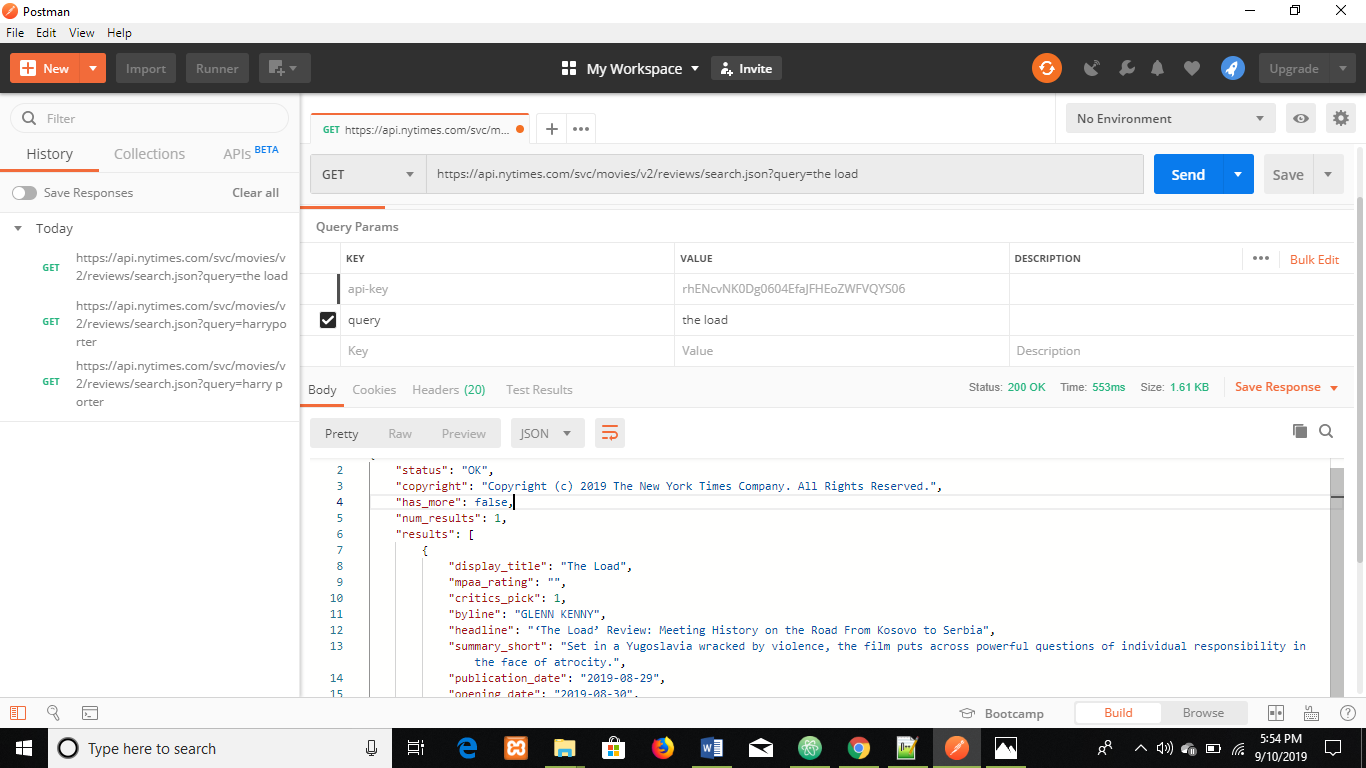 Postman
File Edit View Help
New Import Runner My Workspace Invite Upgrade
Filter
History Collections APIs BETA
Save Responses Clear all
Today
GET https://api.nytimes.com/svc/movies/v
2/reviews/search.json?query=the load
GET https://api.nytimes.com/svc/movies/v
2/reviews/search.json?query=harrypo
rter
GET https://api.nytimes.com/svc/movies/v
2/reviews/search.json?query=harry p
orter
GET https://api.nytimes.com/svc/m... No Environment
GET https://api.nytimes.com/svc/movies/v2/reviews/search.json?query=the load Send Save
Query Params
KEY VALUE DESCRIPTION ••• Bulk Edit
api-key rhENcvNK0Dg0604EfaJFHEoZWFVQYS06
query the load
Key Value Description
Body Cookies Headers (20) Test Results Status: 200 OK Time: 553ms Size: 1.61 KB Save Response
Pretty Raw Preview JSON
2 "status": "OK",
3 "copyright": "Copyright (c) 2019 The New York Times Company. All Rights Reserved.",
4 "has_more": false,
5 "num_results": 1,
6 "results": [
7 {
8 "display_title": "The Load",
9 "mpaa_rating": "",
10 "critics_pick": 1,
11 "byline": "GLENN KENNY",
12 "headline": "‘The Load’ Review: Meeting History on the Road From Kosovo to Serbia",
13 "summary_short": "Set in a Yugoslavia wracked by violence, the film puts across powerful questions of individual responsibility in
the face of atrocity.",
14 "publication_date": "2019-08-29",
15 "opening_date": "2019-08-30",
Bootcamp Build Browse
Type here to search
5:54 PM
9/10/2019